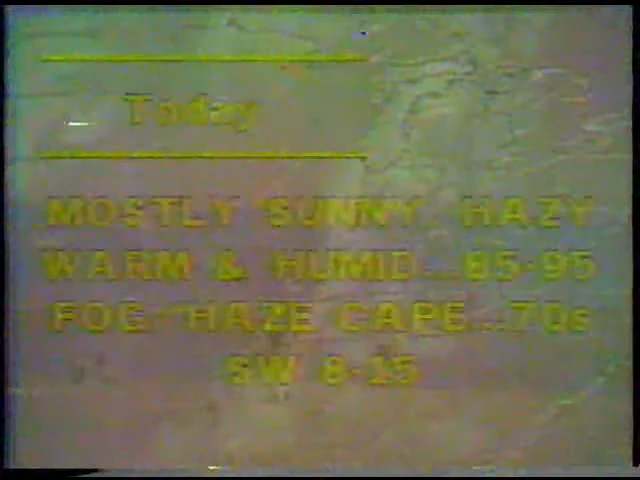 Today
MOSTLY SUNNY HAZY
WARM & HUMID...85-95
FOG-HAZE CAPE...70s
SW 8-15